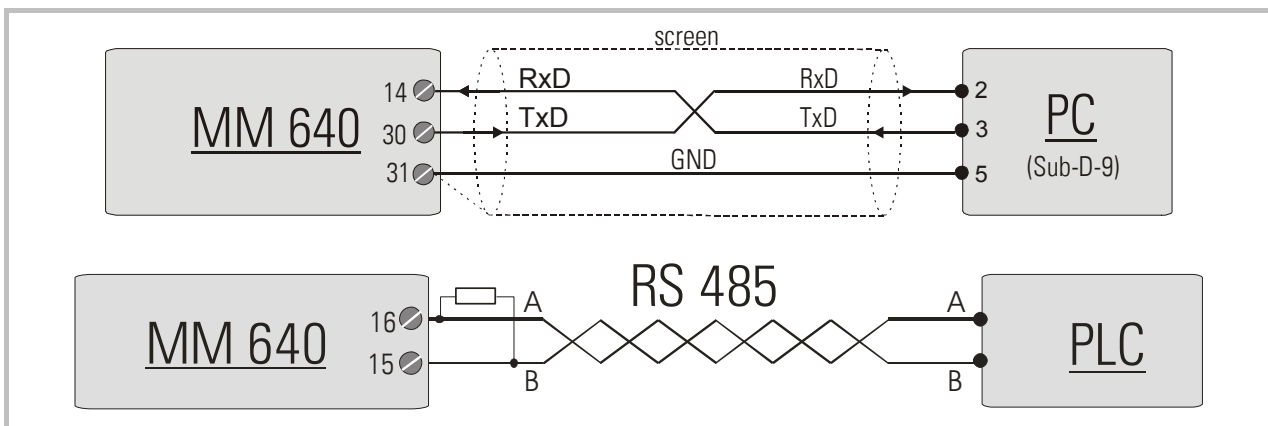 screen
14 RxD RxD 2
MM 640
30 TxD TxD 3
PC
(Sub-D-9)
31 GND 5
RS 485
16 A A
MM 640
PLC
15 B B